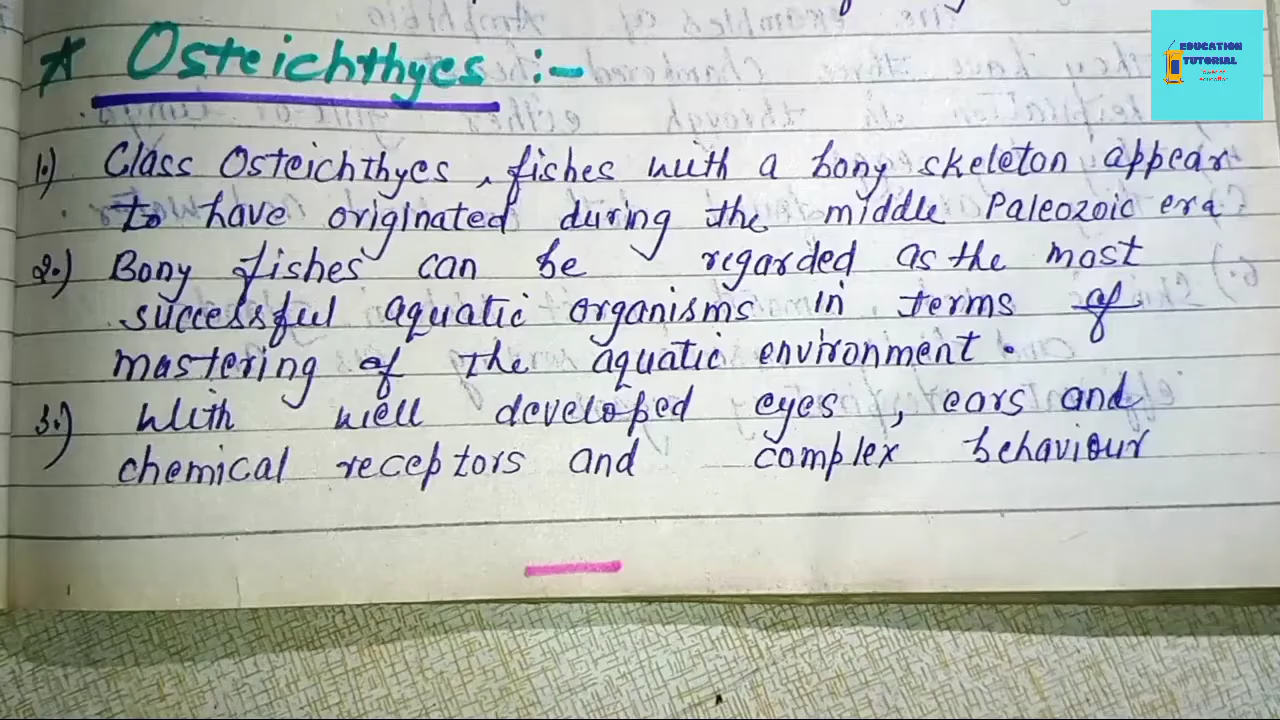 * Osteichthyes :-
1.) Class Osteichthyes, fishes with a bony skeleton appear
to have originated during the middle Paleozoic era.
2.) Bony fishes can be regarded as the most
successful aquatic organisms in terms of
mastering of the aquatic environment.
3.) With well developed eyes, ears and
chemical receptors and complex behaviour
EDUCATION
TUTORIAL